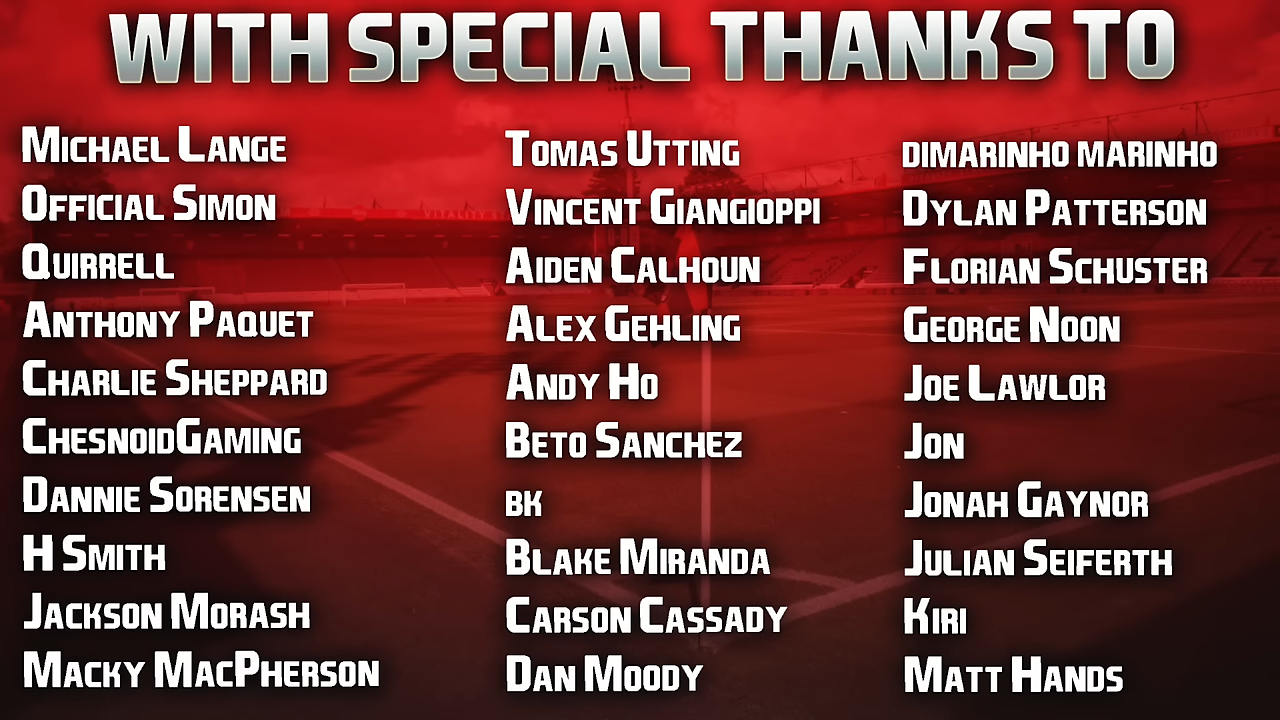 WITH SPECIAL THANKS TO
Michael Lange
Official Simon
Quirrell
Anthony Paquet
Charlie Sheppard
ChesnoidGaming
Dannie Sorensen
H Smith
Jackson Morash
Macky MacPherson
Tomas Utting
Vincent Giangioppi
Aiden Calhoun
Alex Gehling
Andy Ho
Beto Sanchez
bk
Blake Miranda
Carson Cassady
Dan Moody
dimarinho marinho
Dylan Patterson
Florian Schuster
George Noon
Joe Lawlor
Jon
Jonah Gaynor
Julian Seiferth
Kiri
Matt Hands